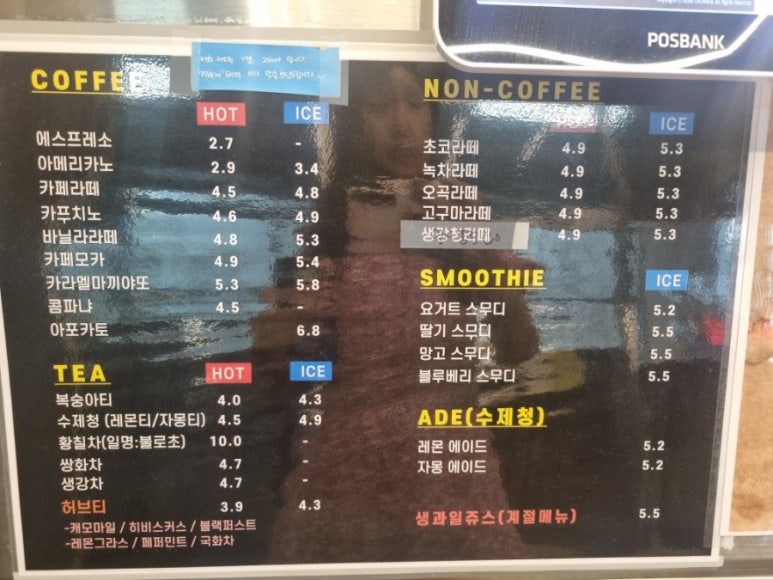 POSBANK
COFFEE
HOT ICE
에스프레소 2.7 -
아메리카노 2.9 3.4
카페라떼 4.5 4.8
카푸치노 4.6 4.9
바닐라라떼 4.8 5.3
카페모카 4.9 5.4
카라멜마끼야또 5.3 5.8
콤파냐 4.5 -
아포카토 6.8
TEA HOT ICE
복숭아티 4.0 4.3
수제청 (레몬티/자몽티) 4.5 4.9
황칠차(일명:불로초) 10.0 -
쌍화차 4.7 -
생강차 4.7 -
허브티 3.9 4.3
-캐모마일 / 히비스커스 / 블랙퍼스트
-레몬그라스 / 페퍼민트 / 국화차
NON-COFFEE
HOT ICE
초코라떼 4.9 5.3
녹차라떼 4.9 5.3
오곡라떼 4.9 5.3
고구마라떼 4.9 5.3
생강청라떼 4.9 5.3
SMOOTHIE ICE
요거트 스무디 5.2
딸기 스무디 5.5
망고 스무디 5.5
블루베리 스무디 5.5
ADE(수제청)
레몬 에이드 5.2
자몽 에이드 5.2
생과일쥬스(계절메뉴) 5.5